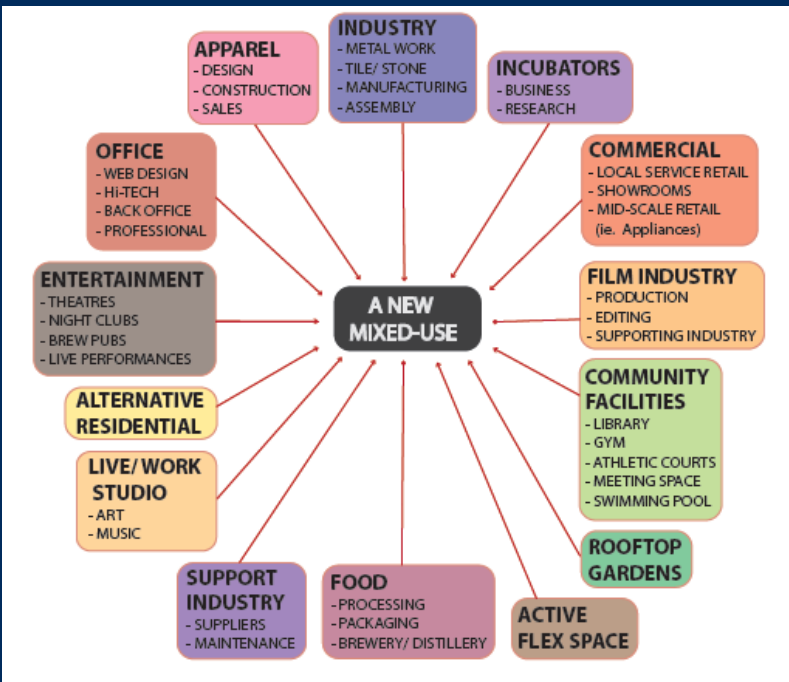 INDUSTRY
- METAL WORK
- TILE/ STONE
- MANUFACTURING
- ASSEMBLY
APPAREL
- DESIGN
- CONSTRUCTION
- SALES
INCUBATORS
- BUSINESS
- RESEARCH
OFFICE
- WEB DESIGN
- Hi-TECH
- BACK OFFICE
- PROFESSIONAL
COMMERCIAL
- LOCAL SERVICE RETAIL
- SHOWROOMS
- MID-SCALE RETAIL
(ie. Appliances)
ENTERTAINMENT
- THEATRES
- NIGHT CLUBS
- BREW PUBS
- LIVE PERFORMANCES
A NEW
MIXED-USE
FILM INDUSTRY
- PRODUCTION
- EDITING
- SUPPORTING INDUSTRY
ALTERNATIVE
RESIDENTIAL
COMMUNITY
FACILITIES
- LIBRARY
- GYM
- ATHLETIC COURTS
- MEETING SPACE
- SWIMMING POOL
LIVE/ WORK
STUDIO
- ART
- MUSIC
ROOFTOP
GARDENS
SUPPORT
INDUSTRY
- SUPPLIERS
- MAINTENANCE
FOOD
- PROCESSING
- PACKAGING
- BREWERY/ DISTILLERY
ACTIVE
FLEX SPACE